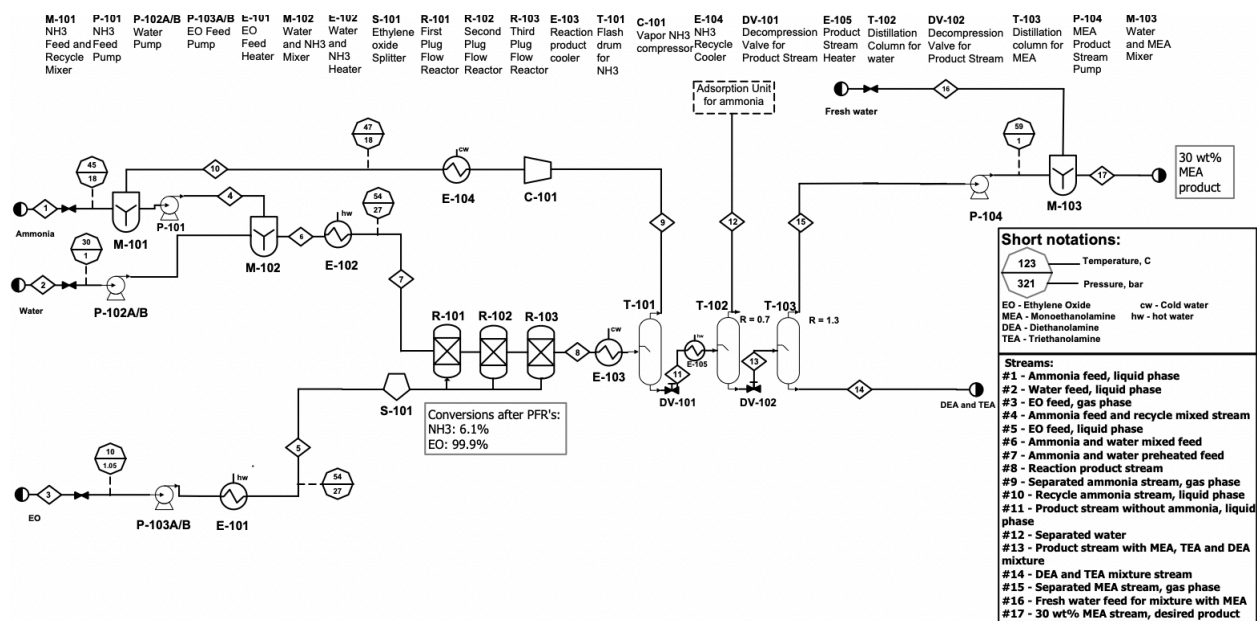 M-101 P-101 P-102A/B P-103A/B E-101 M-102 E-102 S-101 R-101 R-102 R-103 E-103 T-101 C-101 E-104 DV-101 E-105 T-102 DV-102 T-103 P-104 M-103
NH3 Feed and Recycle Mixer
NH3 Feed Pump
Water Pump
EO Feed Pump
EO Feed Heater
Water and NH3 Mixer
Water and NH3 Heater
Ethylene oxide Splitter
First Plug Flow Reactor
Second Plug Flow Reactor
Third Plug Flow Reactor
Reaction product cooler
Flash drum for NH3
Vapor NH3 compressor
NH3 Recycle Cooler
Decompression Valve for Product Stream
Product Stream Heater
Distillation Column for water
Decompression Valve for Product Stream
Distillation column for MEA
MEA Product Stream Pump
Water and MEA Mixer
Adsorption Unit
for ammonia
16
Fresh water
47
18
59
1
45
18
10
cw
E-104
C-101
17
30 wt%
MEA
product
P-104
M-103
1
Ammonia
M-101
P-101
4
54
27
hw
30
1
6
M-102
E-102
9
12
15
2
Water
P-102A/B
7
Short notations:
123
Temperature, C
321
Pressure, bar
EO - Ethylene Oxide
cw - Cold water
MEA - Monoethanolamine
hw - hot water
DEA - Diethanolamine
TEA - Triethanolamine
R-101
R-102
R-103
T-101
T-102
T-103
R = 0.7
R = 1.3
cw
8
E-103
hw
E-105
11
13
DV-101
DV-102
14
DEA and TEA
S-101
Conversions after PFR's:
NH3: 6.1%
EO: 99.9%
5
10
1.05
54
27
hw
3
EO
P-103A/B
E-101
Streams:
#1 - Ammonia feed, liquid phase
#2 - Water feed, liquid phase
#3 - EO feed, gas phase
#4 - Ammonia feed and recycle mixed stream
#5 - EO feed, liquid phase
#6 - Ammonia and water mixed feed
#7 - Ammonia and water preheated feed
#8 - Reaction product stream
#9 - Separated ammonia stream, gas phase
#10 - Recycle ammonia stream, liquid phase
#11 - Product stream without ammonia, liquid
phase
#12 - Separated water
#13 - Product stream with MEA, TEA and DEA
mixture
#14 - DEA and TEA mixture stream
#15 - Separated MEA stream, gas phase
#16 - Fresh water feed for mixture with MEA
#17 - 30 wt% MEA stream, desired product